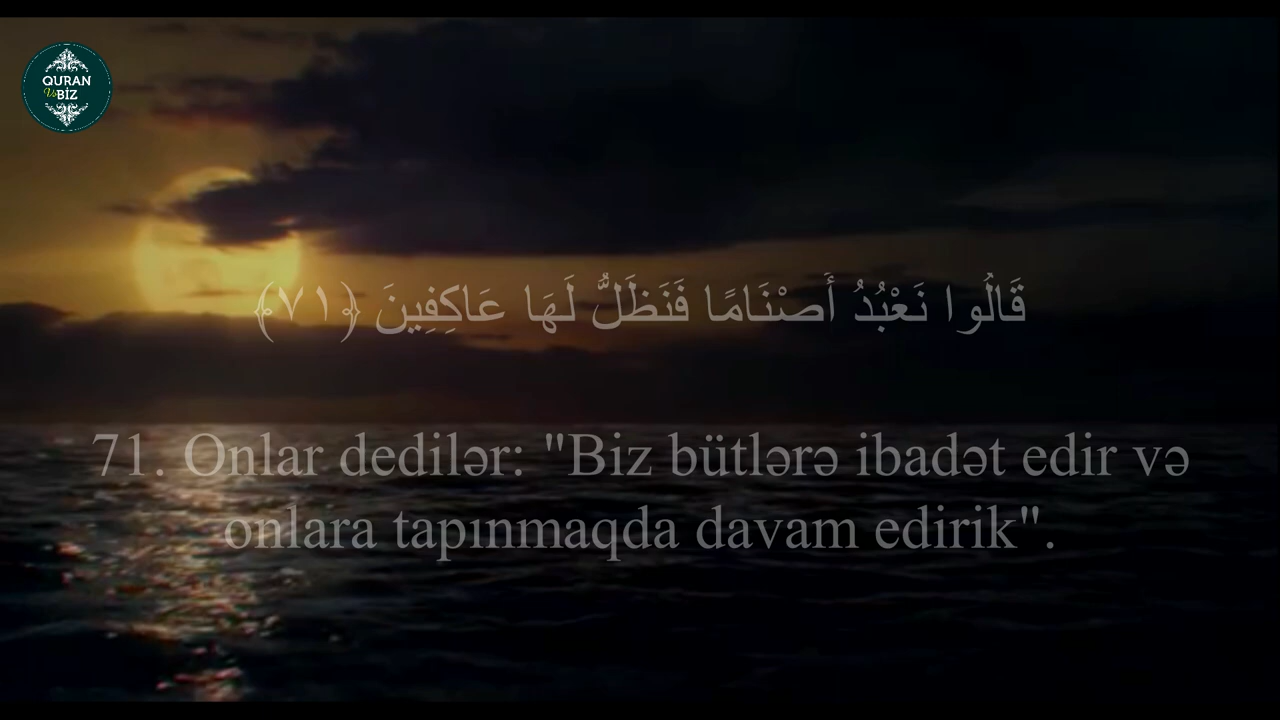 QURAN
Və BİZ
قَالُوا نَعْبُدُ أَصْنَامًا فَنَظَلُّ لَهَا عَاكِفِينَ ﴿٧١﴾
71. Onlar dedilər: "Biz bütlərə ibadət edir və
onlara tapınmaqda davam edirik".